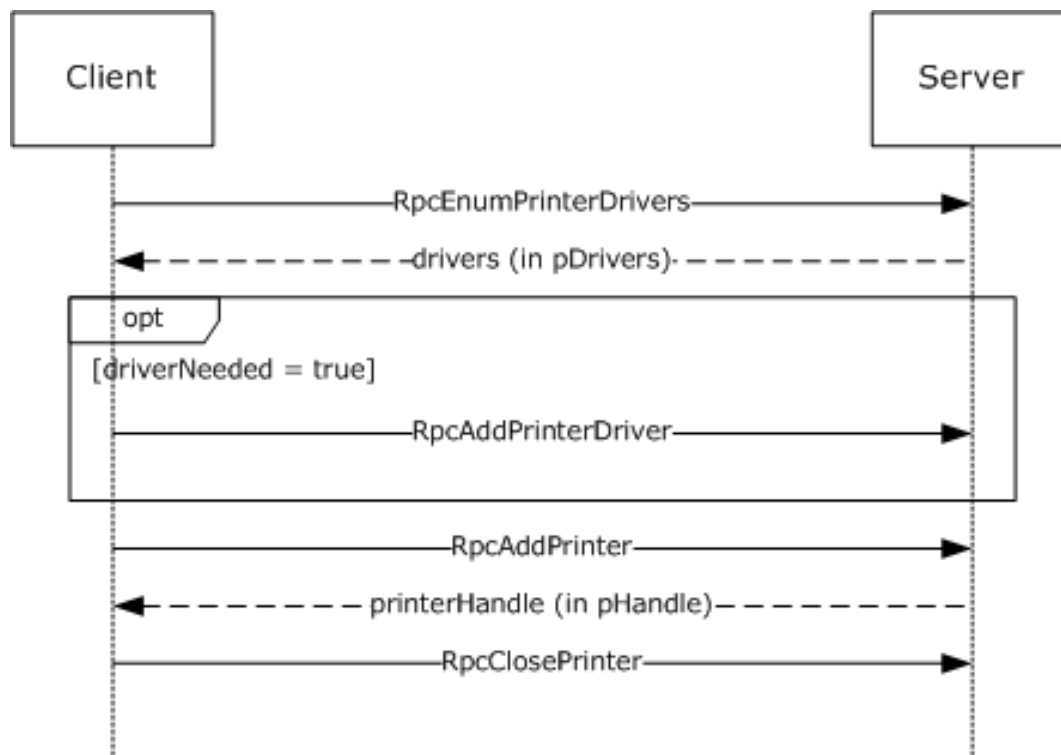 Client
Server
RpcEnumPrinterDrivers
drivers (in pDrivers)
opt
[driverNeeded = true]
RpcAddPrinterDriver
RpcAddPrinter
printerHandle (in pHandle)
RpcClosePrinter